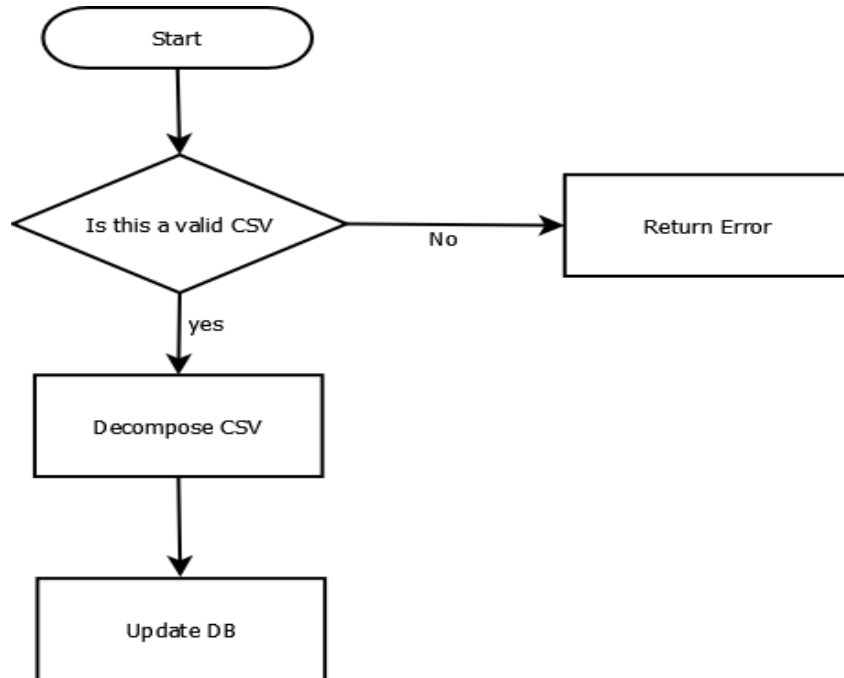 Start
Is this a valid CSV
No
Return Error
yes
Decompose CSV
Update DB